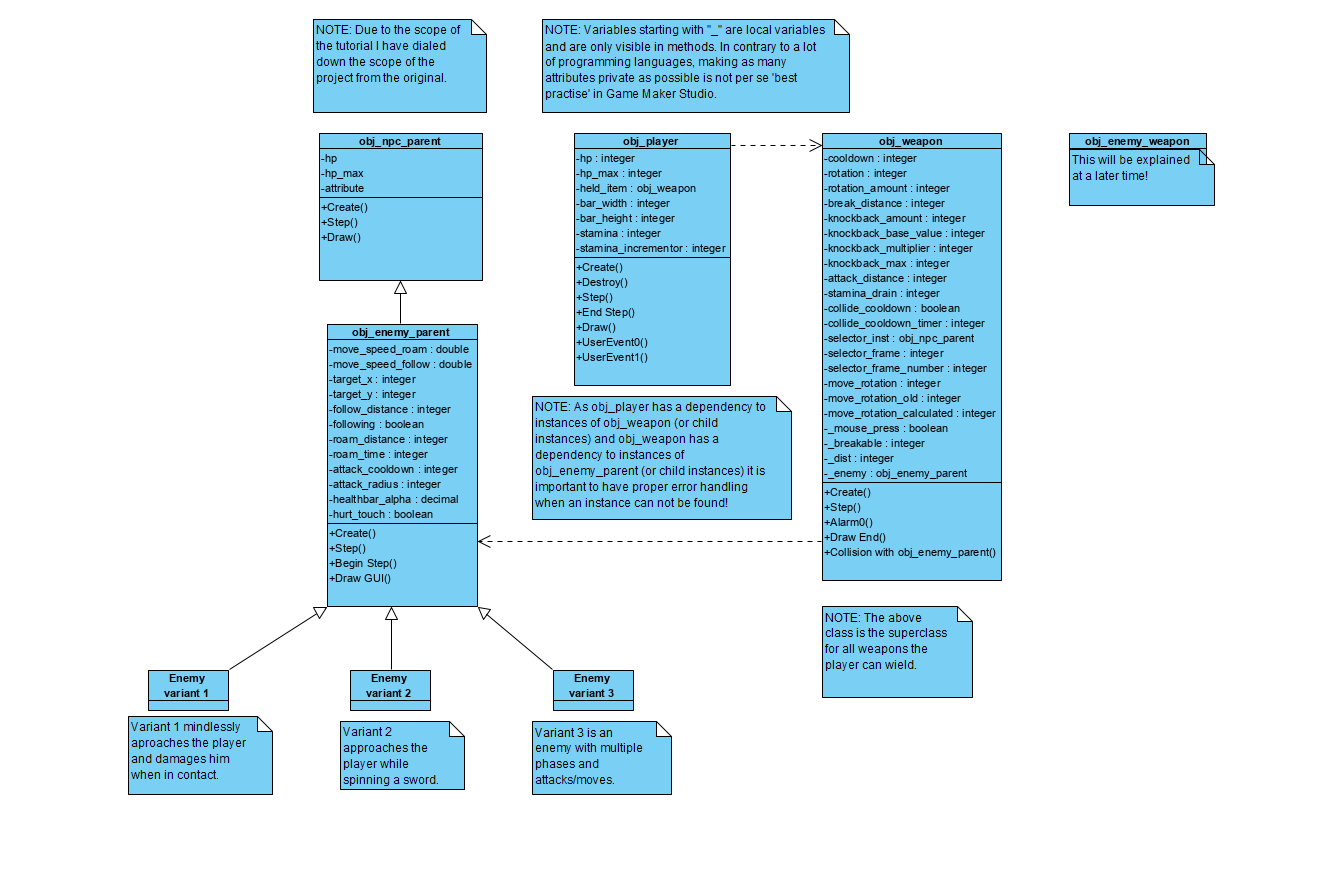 NOTE: Due to the scope of
the tutorial I have dialed
down the scope of the
project from the original.
NOTE: Variables starting with "_" are local variables
and are only visible in methods. In contrary to a lot
of programming languages, making as many
attributes private as possible is not per se 'best
practise' in Game Maker Studio.
obj_npc_parent
-hp
-hp_max
-attribute
+Create()
+Step()
+Draw()
obj_player
-hp : integer
-hp_max : integer
-held_item : obj_weapon
-bar_width : integer
-bar_height : integer
-stamina : integer
-stamina_incrementor : integer
+Create()
+Destroy()
+Step()
+End Step()
+Draw()
+UserEvent0()
+UserEvent1()
obj_weapon
-cooldown : integer
-rotation : integer
-rotation_amount : integer
-break_distance : integer
-knockback_amount : integer
-knockback_base_value : integer
-knockback_multiplier : integer
-knockback_max : integer
-attack_distance : integer
-stamina_drain : integer
-collide_cooldown : boolean
-collide_cooldown_timer : integer
-selector_inst : obj_npc_parent
-selector_frame : integer
-selector_frame_number : integer
-move_rotation : integer
-move_rotation_old : integer
-move_rotation_calculated : integer
-_mouse_press : boolean
-_breakable : integer
-_dist : integer
-_enemy : obj_enemy_parent
+Create()
+Step()
+Alarm0()
+Draw End()
+Collision with obj_enemy_parent()
obj_enemy_weapon
This will be explained
at a later time!
obj_enemy_parent
-move_speed_roam : double
-move_speed_follow : double
-target_x : integer
-target_y : integer
-follow_distance : integer
-following : boolean
-roam_distance : integer
-roam_time : integer
-attack_cooldown : integer
-attack_radius : integer
-healthbar_alpha : decimal
-hurt_touch : boolean
+Create()
+Step()
+Begin Step()
+Draw GUI()
NOTE: As obj_player has a dependency to
instances of obj_weapon (or child
instances) and obj_weapon has a
dependency to instances of
obj_enemy_parent (or child instances) it is
important to have proper error handling
when an instance can not be found!
NOTE: The above
class is the superclass
for all weapons the
player can wield.
Enemy
variant 1
Enemy
variant 2
Enemy
variant 3
Variant 1 mindlessly
aproaches the player
and damages him
when in contact.
Variant 2
approaches the
player while
spinning a sword.
Variant 3 is an
enemy with multiple
phases and
attacks/moves.